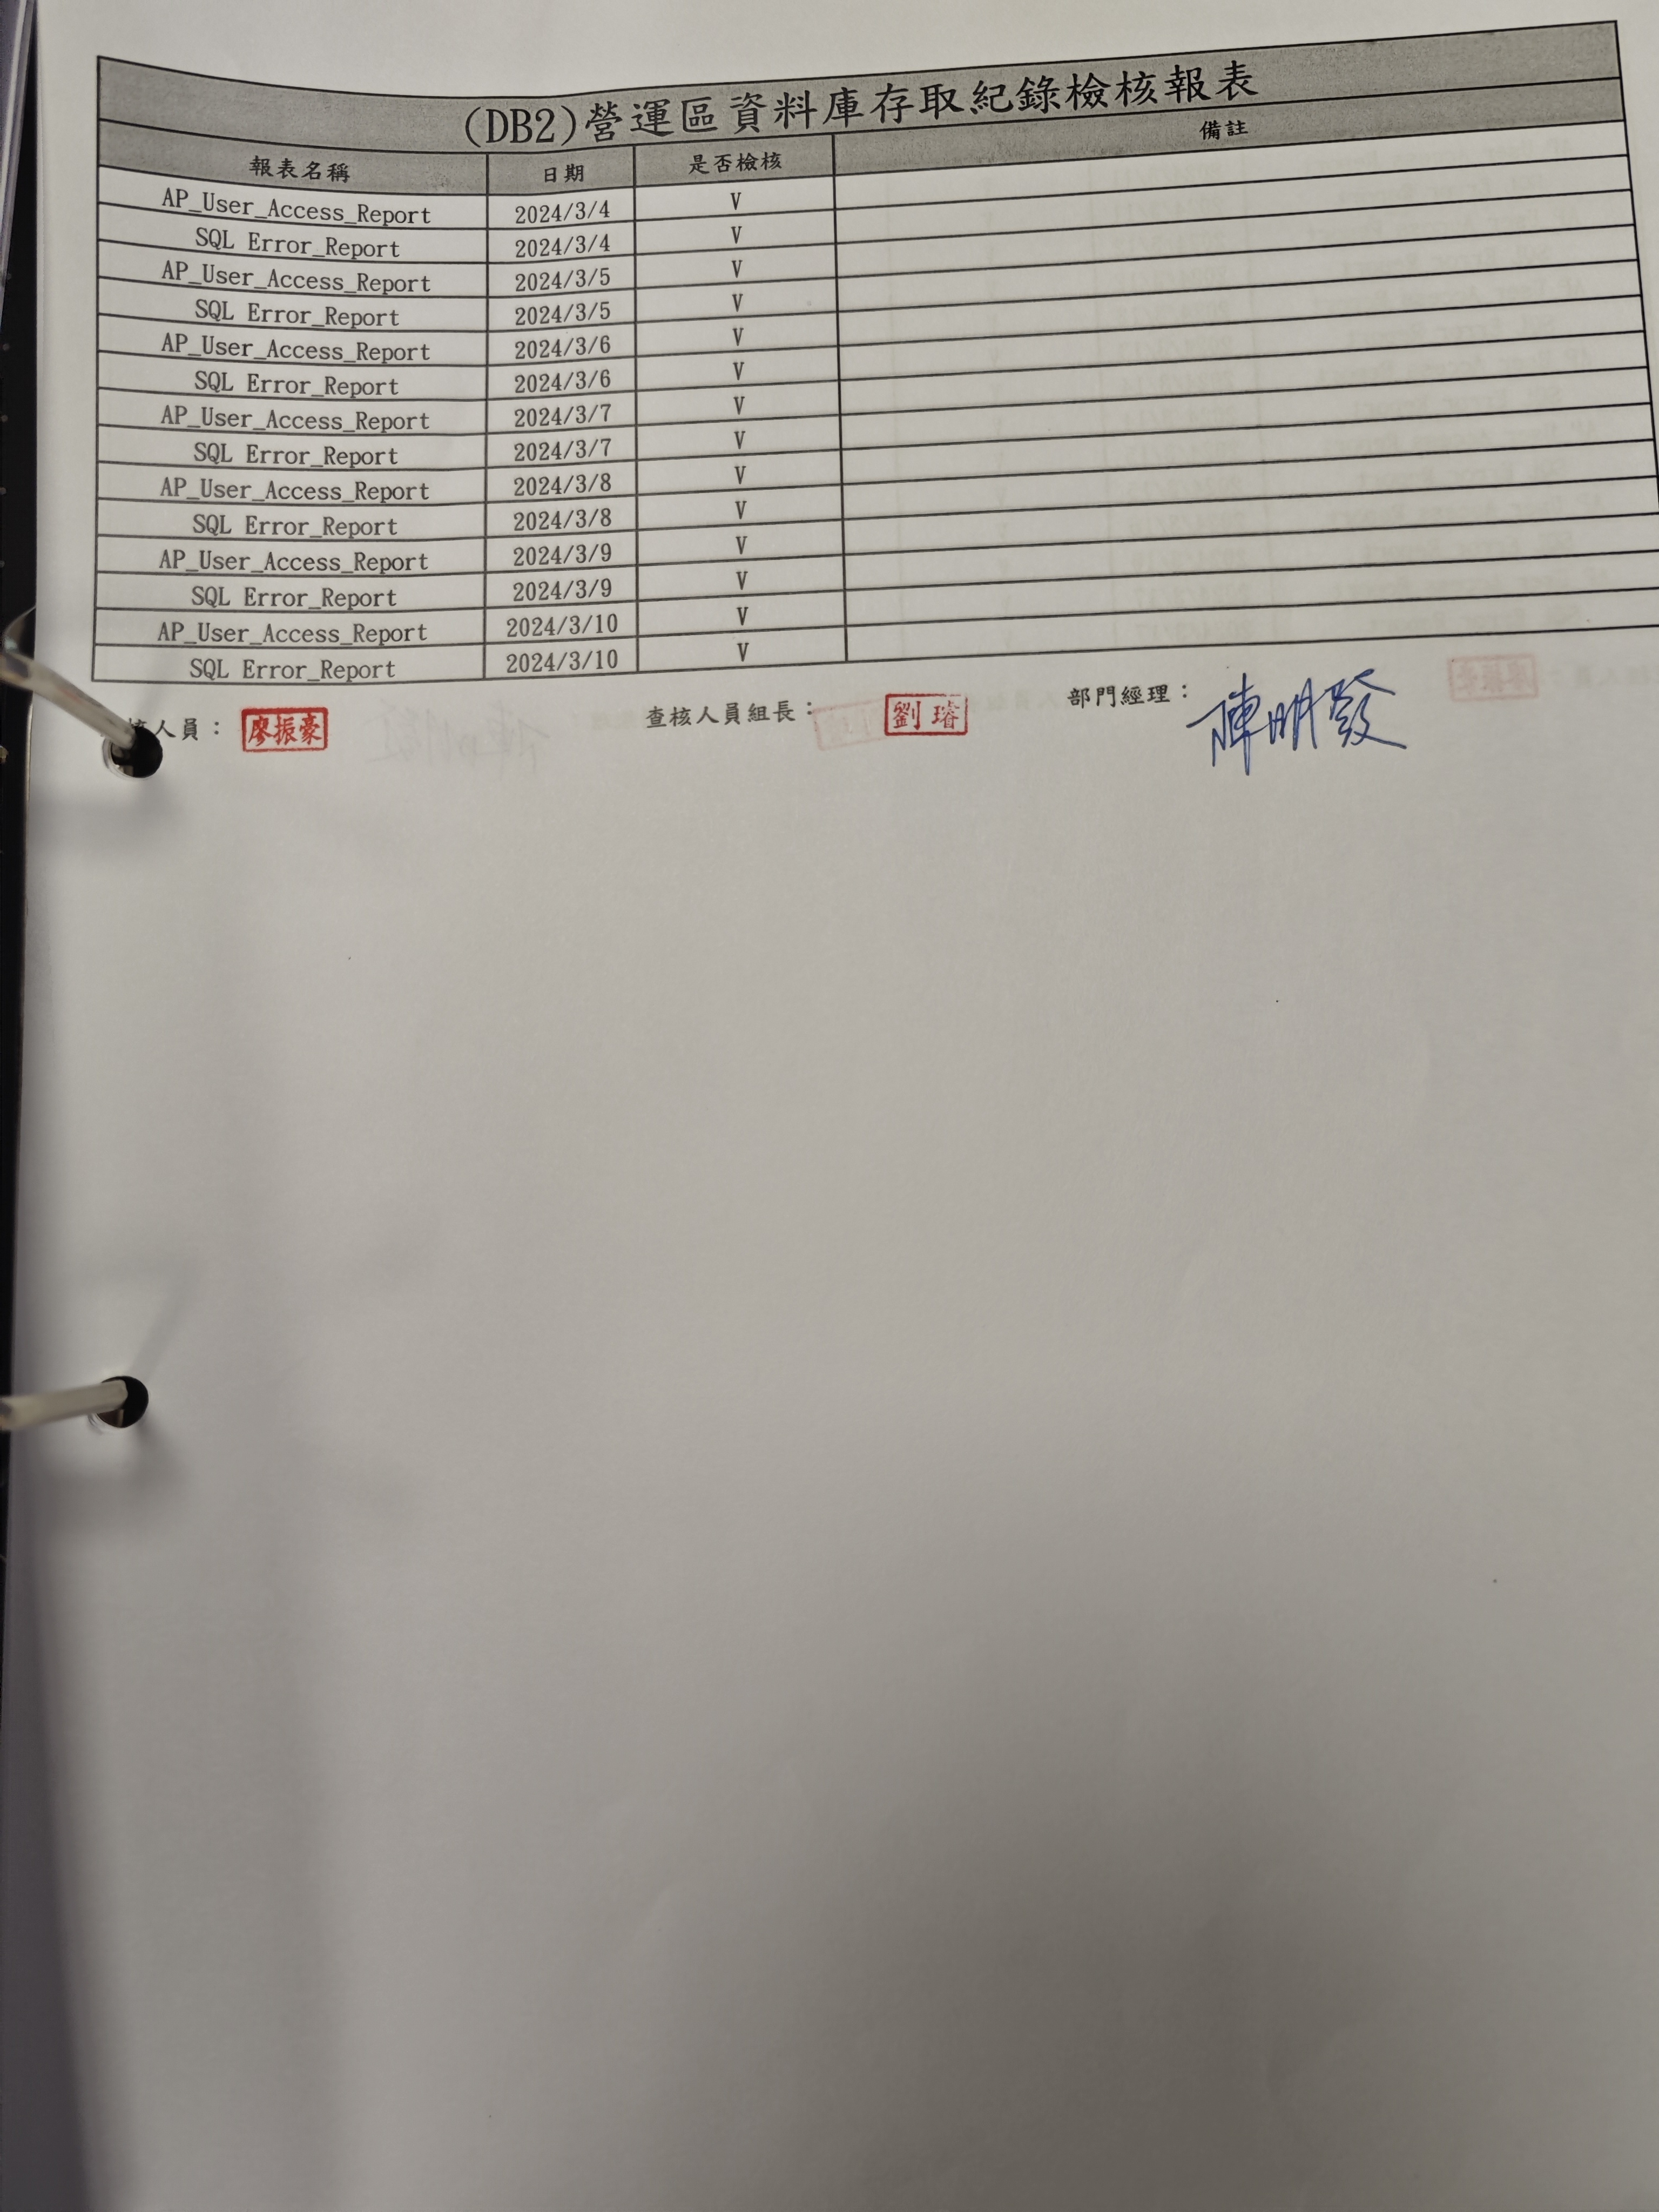 (DB2)營運區資料庫存取紀錄檢核報表
報表名稱 日期 是否檢核 備註
AP_User_Access_Report 2024/3/4 V
SQL Error_Report 2024/3/4 V
AP_User_Access_Report 2024/3/5 V
SQL Error_Report 2024/3/5 V
AP_User_Access_Report 2024/3/6 V
SQL Error_Report 2024/3/6 V
AP_User_Access_Report 2024/3/7 V
SQL Error_Report 2024/3/7 V
AP_User_Access_Report 2024/3/8 V
SQL Error_Report 2024/3/8 V
AP_User_Access_Report 2024/3/9 V
SQL Error_Report 2024/3/9 V
AP_User_Access_Report 2024/3/10 V
SQL Error_Report 2024/3/10 V
核人員： 廖振豪 查核人員組長： 劉璿 部門經理： 陳明發